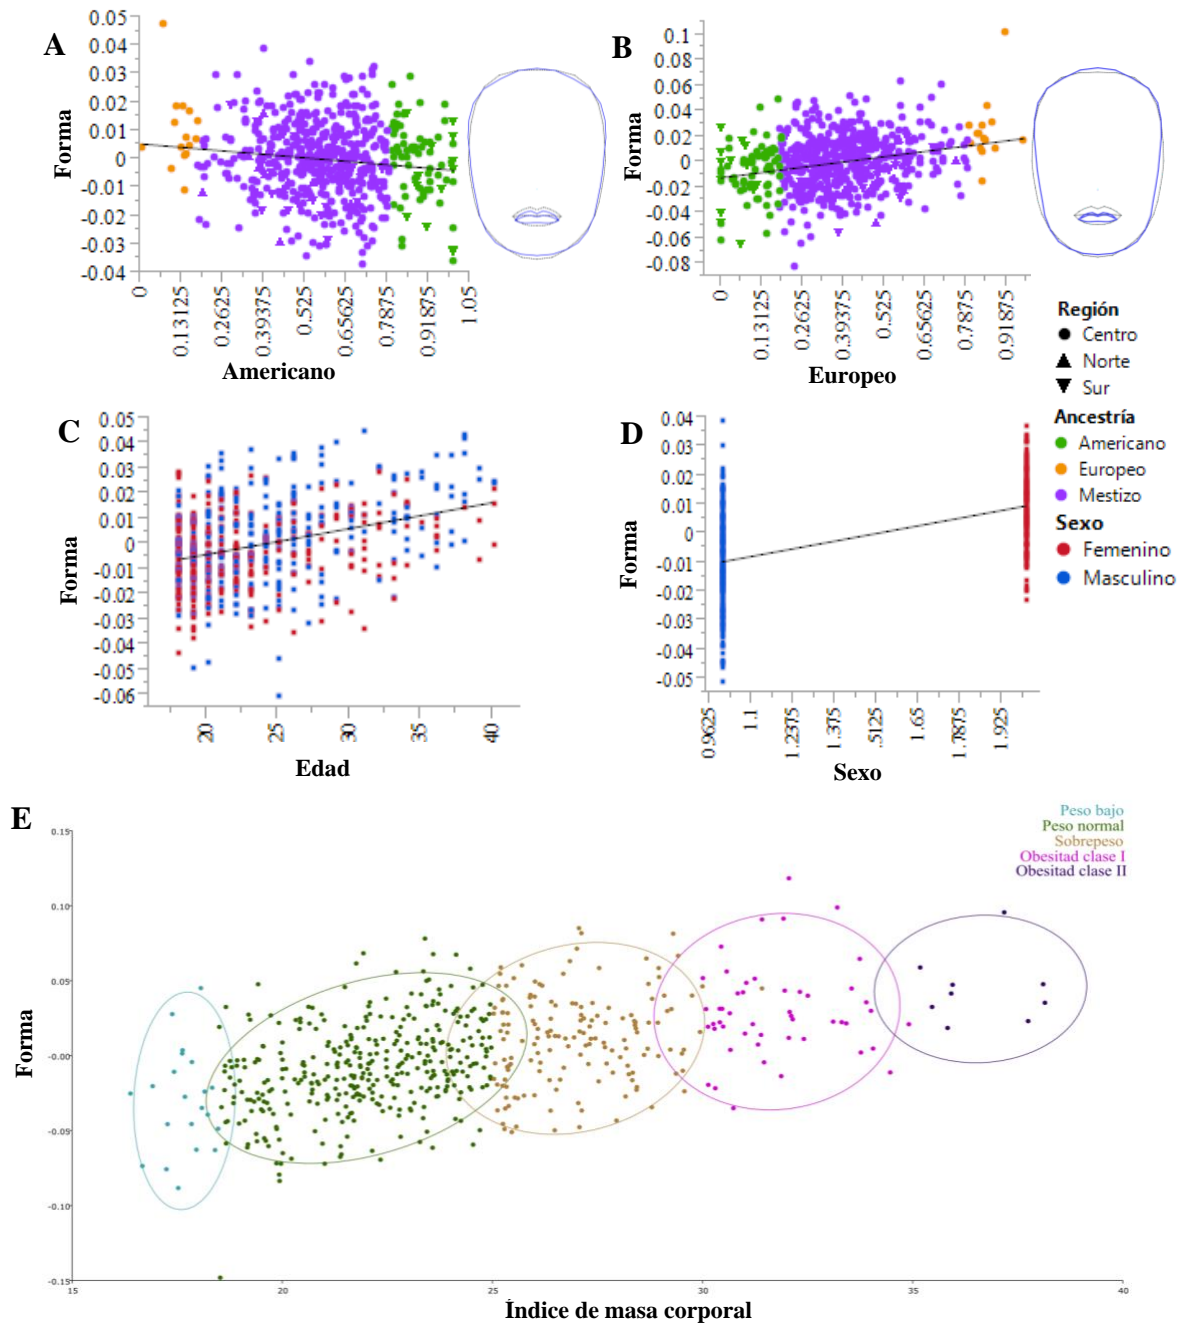 A
Forma
0.05
0.04
0.03
0.02
0.01
0
-0.01
-0.02
-0.03
-0.04
0
0.13125
0.2625
0.39375
0.525
0.65625
0.7875
0.91875
1.05
Americano
B
Forma
0.1
0.08
0.06
0.04
0.02
0
-0.02
-0.04
-0.06
-0.08
0
0.13125
0.2625
0.39375
0.525
0.65625
0.7875
0.91875
Europeo
Región
Centro
Norte
Sur
Ancestría
Americano
Europeo
Mestizo
Sexo
Femenino
Masculino
C
Forma
0.05
0.04
0.03
0.02
0.01
0
-0.01
-0.02
-0.03
-0.04
-0.05
-0.06
20
25
30
35
40
Edad
D
Forma
0.04
0.03
0.02
0.01
0
-0.01
-0.02
-0.03
-0.04
-0.05
0.9625
1.1
1.2375
1.375
.5125
1.65
1.7875
1.925
Sexo
E
Peso bajo
Peso normal
Sobrepeso
Obesitad clase I
Obesitad clase II
Forma
0.15
0.10
0.05
-0.00
-0.05
-0.10
-0.15
15
20
25
30
35
40
Índice de masa corporal